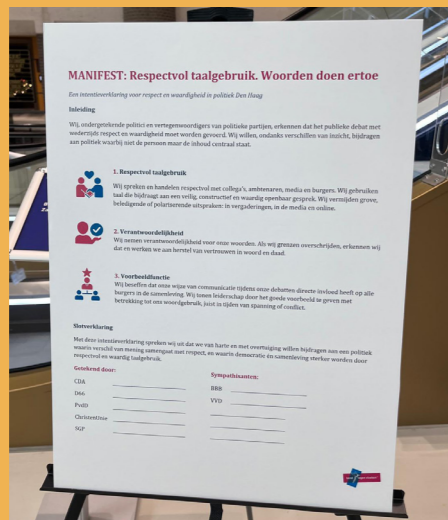 MANIFEST: Respectvol taalgebruik. Woorden doen ertoe
Een intentieverklaring voor respect en waardigheid in politiek Den Haag
Inleiding
Wij, ondergetekende politici en vertegenwoordigers van politieke partijen, erkennen dat het publieke debat met
wederzijds respect en waardigheid moet worden gevoerd. Wij willen, ondanks verschillen van inzicht, bijdragen
aan politiek waarbij niet de persoon maar de inhoud centraal staat.
1. Respectvol taalgebruik
Wij spreken en handelen respectvol met collega's, ambtenaren, media en burgers. Wij gebruiken
taal die bijdraagt aan een veilig, constructief en waardig openbaar gesprek. Wij vermijden grove,
beledigende of polariserende uitspraken: in vergaderingen, in de media en online.
2. Verantwoordelijkheid
Wij nemen verantwoordelijkheid voor onze woorden. Als wij grenzen overschrijden, erkennen wij
dat en werken we aan herstel van vertrouwen in woord en daad.
3. Voorbeeldfunctie
Wij beseffen dat onze wijze van communicatie tijdens onze debatten directe invloed heeft op alle
burgers in de samenleving. Wij tonen leiderschap door het goede voorbeeld te geven met
betrekking tot ons woordgebruik, juist in tijden van spanning of conflict.
Slotverklaring
Met deze intentieverklaring spreken wij uit dat we van harte en met overtuiging willen bijdragen aan een politiek
waarin verschil van mening samengaat met respect, en waarin democratie én samenleving sterker worden door
respectvol en waardig taalgebruik.
Getekend door:
CDA
D66
PvdD
ChristenUnie
SGP
Sympathisanten:
BBB
VVD